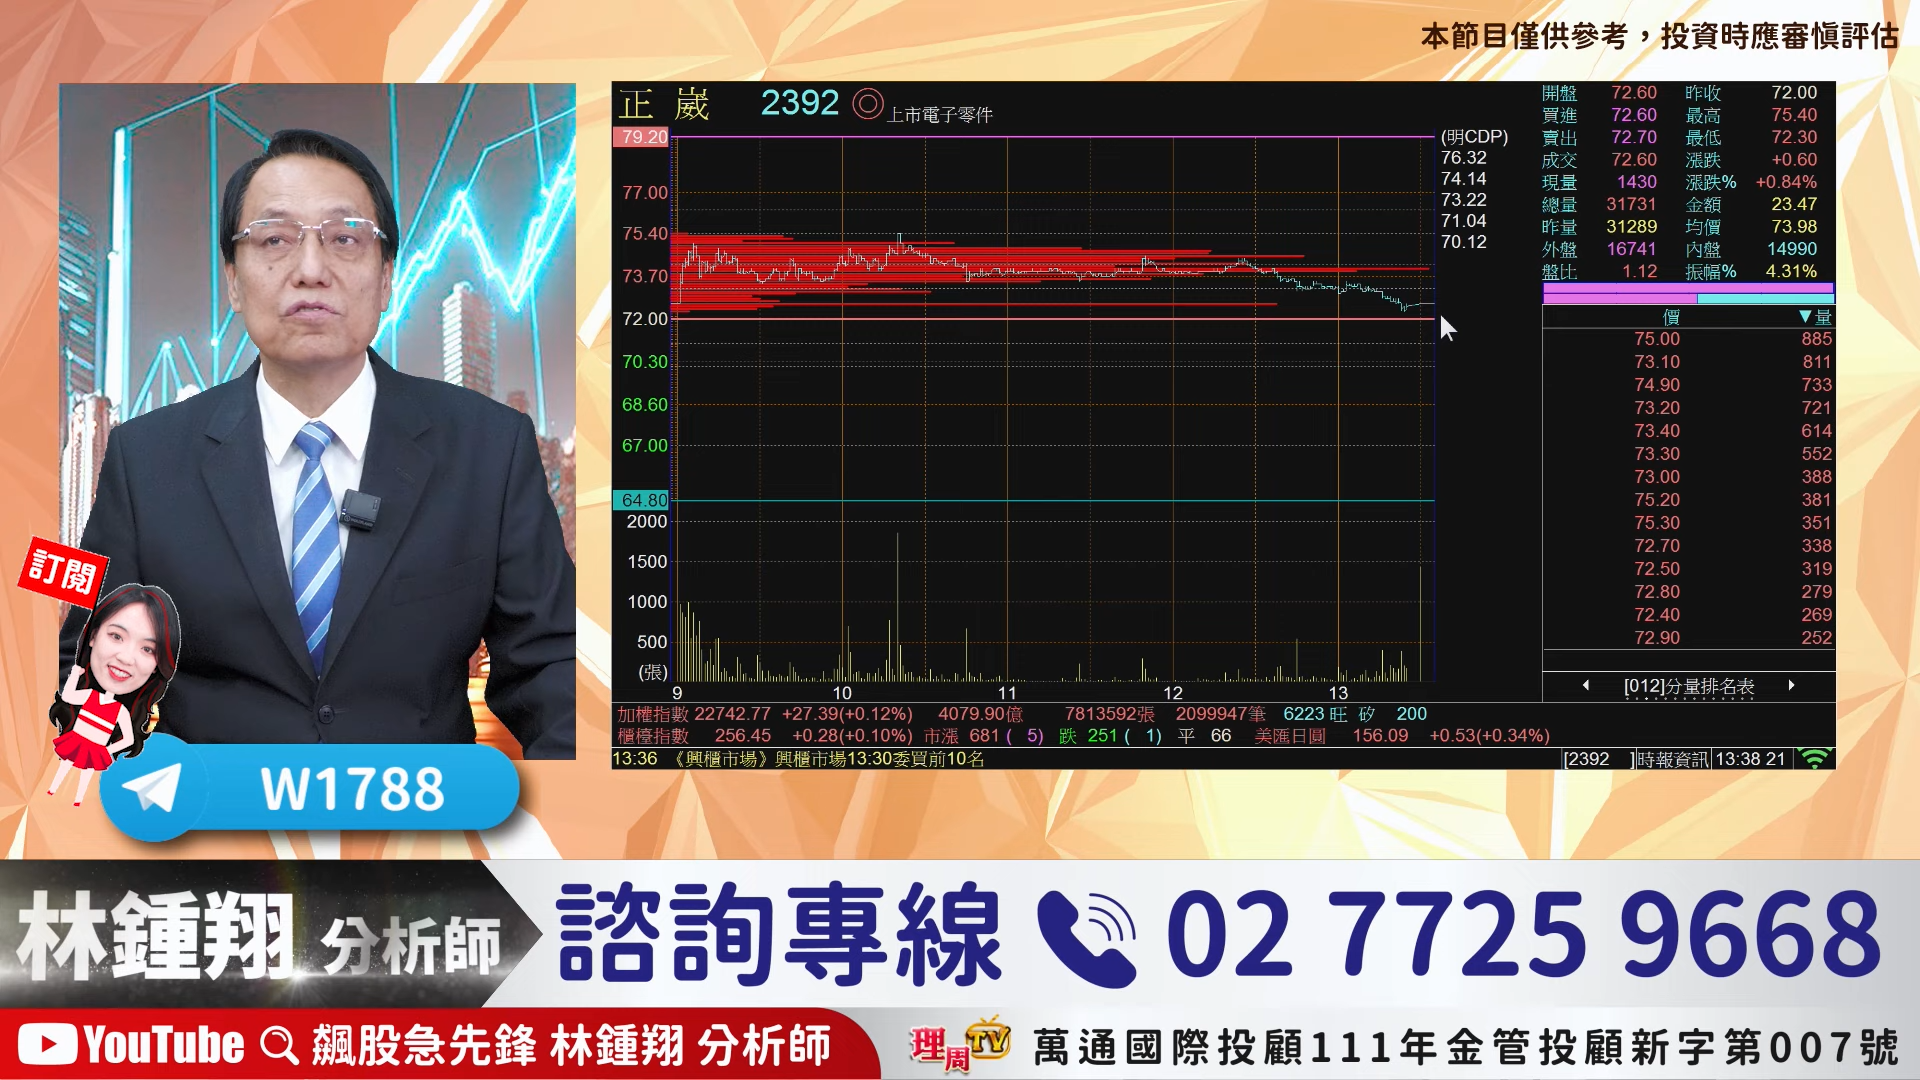 本節目僅供參考，投資時應審慎評估
正崴 2392 ◎ 上市電子零件
79.20
77.00
75.40
73.70
72.00
70.30
68.60
67.00
64.80
2000
1500
1000
500
(張)
9 10 11 12 13
(明CDP)
76.32
74.14
73.22
71.04
70.12
開盤 72.60 昨收 72.00
買進 72.60 最高 75.40
賣出 72.70 最低 72.30
成交 72.60 漲跌 +0.60
現量 1430 漲跌% +0.84%
總量 31731 金額 23.47
昨量 31289 均價 73.98
外盤 16741 內盤 14990
盤比 1.12 振幅% 4.31%
價 ▼量
75.00 885
73.10 811
74.90 733
73.20 721
73.40 614
73.30 552
73.00 388
75.20 381
75.30 351
72.70 338
72.50 319
72.80 279
72.40 269
72.90 252
[012]分量排名表
加權指數 22742.77 +27.39(+0.12%) 4079.90億 7813592張 2099947筆 6223 旺矽 200
櫃檯指數 256.45 +0.28(+0.10%) 市漲 681 ( 5) 跌 251 ( 1) 平 66 美匯日圓 156.09 +0.53(+0.34%)
13:36 《興櫃市場》興櫃市場13:30委買前10名 [2392 ]時報資訊 13:38 21
訂閱
W1788
林鍾翔 分析師
諮詢專線 02 7725 9668
YouTube 飆股急先鋒 林鍾翔 分析師
理周TV
萬通國際投顧111年金管投顧新字第007號